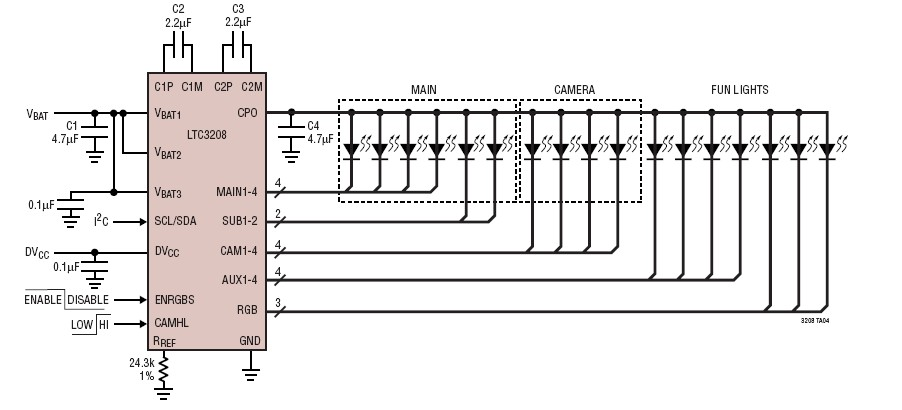 C2
2.2µF
C3
2.2µF
C1P C1M C2P C2M
MAIN
CAMERA
FUN LIGHTS
VBAT
VBAT1
CPO
C1
4.7µF
LTC3208
C4
4.7µF
VBAT2
VBAT3
MAIN1-4
4
0.1µF
I2C
SCL/SDA
SUB1-2
2
DVCC
DVCC
CAM1-4
4
0.1µF
AUX1-4
4
ENABLE DISABLE
ENRGBS
RGB
3
3208 TA04
LOW HI
CAMHL
RREF
GND
24.3k
1%